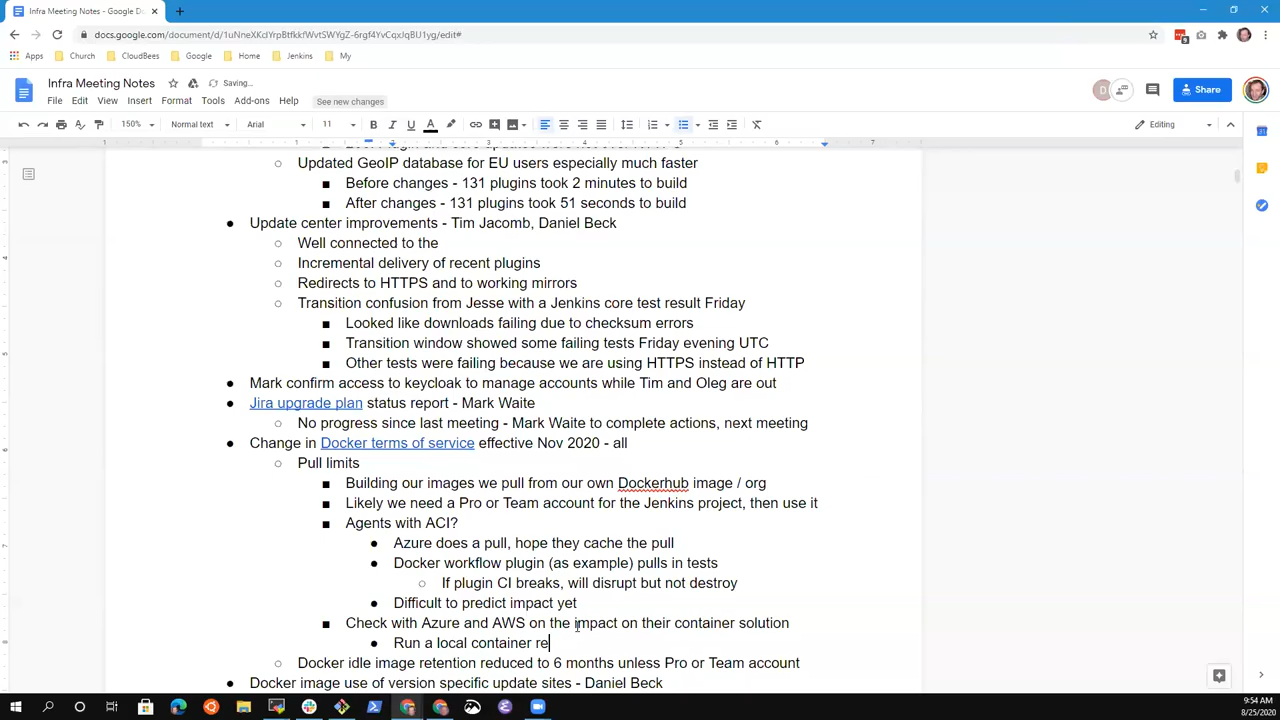 Infra Meeting Notes - Google D
docs.google.com/document/d/1uNneXKclYrpBtfkkfWvtSWYgZ-6rgf4YvCqxJqBU1yg/edit#
Apps Church CloudBees Google Home Jenkins My
Infra Meeting Notes Saving...
File Edit View Insert Format Tools Add-ons Help See new changes
Share
150% Normal text Arial 11 Editing
Updated GeoIP database for EU users especially much faster
Before changes - 131 plugins took 2 minutes to build
After changes - 131 plugins took 51 seconds to build
Update center improvements - Tim Jacomb, Daniel Beck
Well connected to the
Incremental delivery of recent plugins
Redirects to HTTPS and to working mirrors
Transition confusion from Jesse with a Jenkins core test result Friday
Looked like downloads failing due to checksum errors
Transition window showed some failing tests Friday evening UTC
Other tests were failing because we are using HTTPS instead of HTTP
Mark confirm access to keycloak to manage accounts while Tim and Oleg are out
Jira upgrade plan status report - Mark Waite
No progress since last meeting - Mark Waite to complete actions, next meeting
Change in Docker terms of service effective Nov 2020 - all
Pull limits
Building our images we pull from our own Dockerhub image / org
Likely we need a Pro or Team account for the Jenkins project, then use it
Agents with ACI?
Azure does a pull, hope they cache the pull
Docker workflow plugin (as example) pulls in tests
If plugin CI breaks, will disrupt but not destroy
Difficult to predict impact yet
Check with Azure and AWS on the impact on their container solution
Run a local container re
Docker idle image retention reduced to 6 months unless Pro or Team account
Docker image use of version specific update sites - Daniel Beck
9:54 AM
8/25/2020